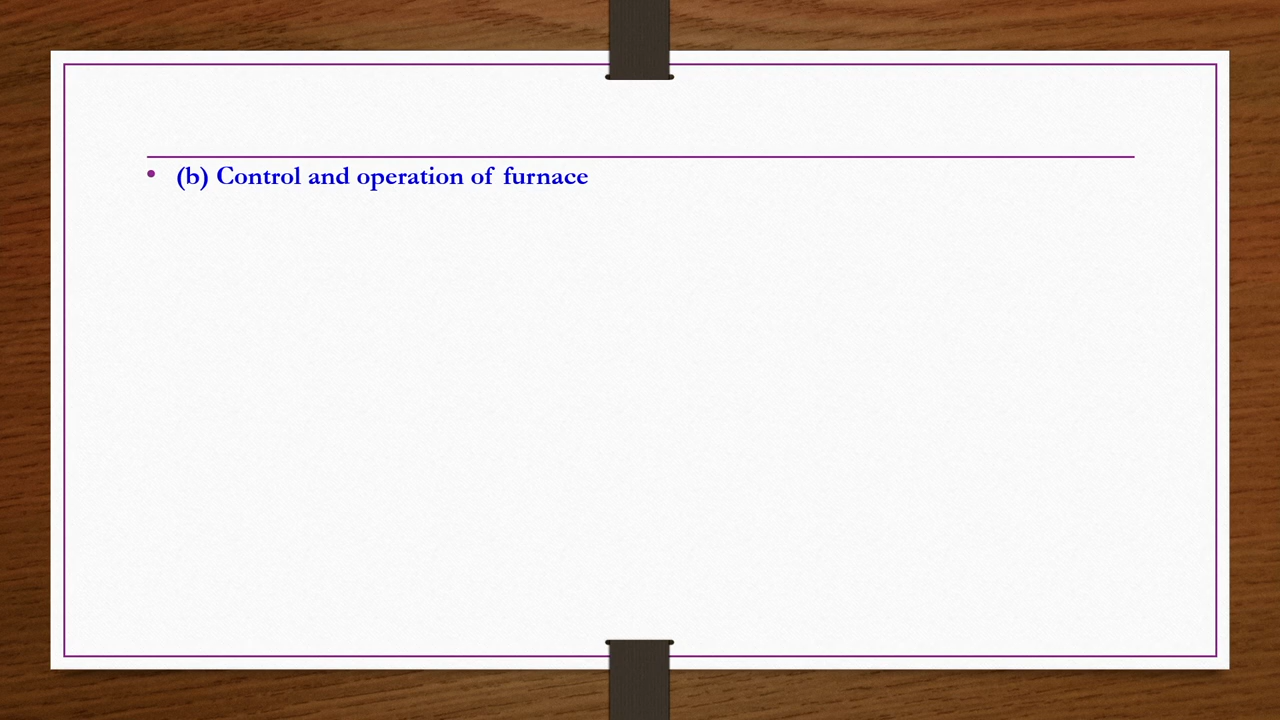 • (b) Control and operation of furnace